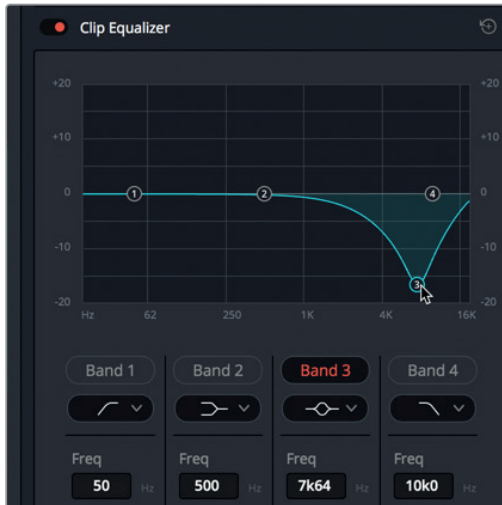 Clip Equalizer
+20 +20
+10 +10
0 1 2 4 0
-10 -10
3
-20 -20
Hz 62 250 1K 4K 16K
Band 1 Band 2 Band 3 Band 4
Freq Freq Freq Freq
50 Hz 500 Hz 7k64 Hz 10k0 Hz